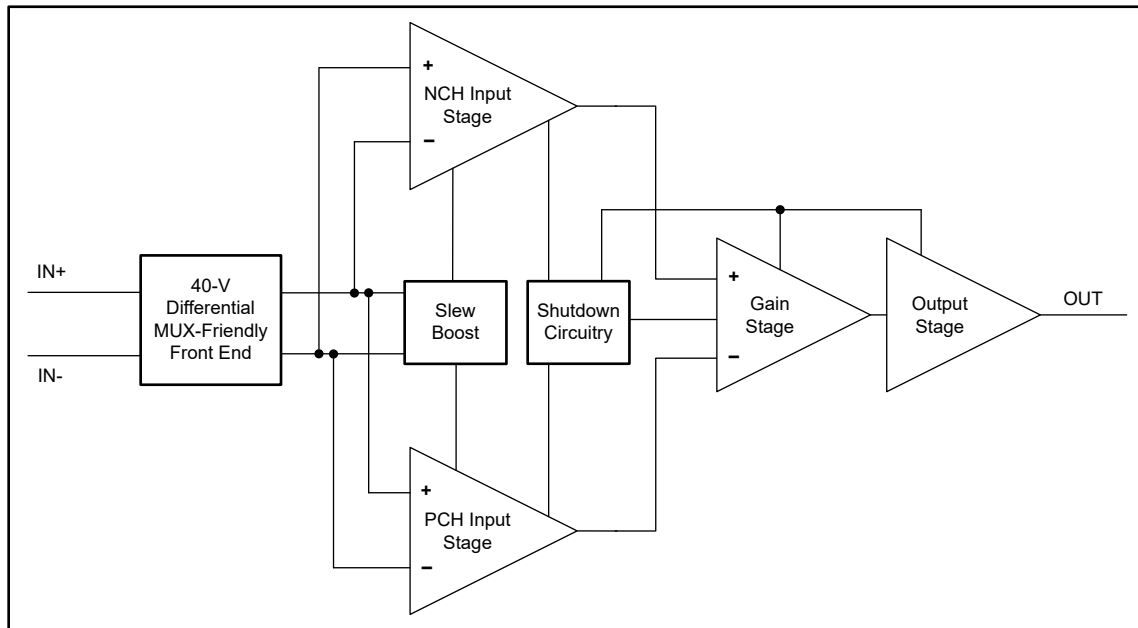 +
NCH Input
Stage
−
IN+
IN-
40-V
Differential
MUX-Friendly
Front End
Slew
Boost
Shutdown
Circuitry
+
Gain
Stage
−
Output
Stage
OUT
+
PCH Input
Stage
−